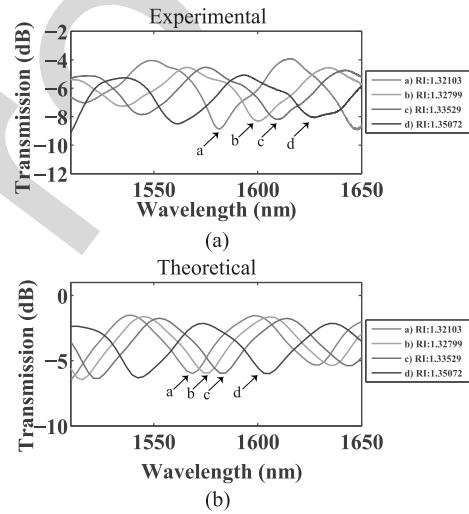 Experimental
Transmission (dB)
−2
−4
−6
−8
−10
−12
a
b
c
d
1550
1600
1650
Wavelength (nm)
a) RI:1.32103
b) RI:1.32799
c) RI:1.33529
d) RI:1.35072
(a)
Theoretical
Transmission (dB)
0
−5
−10
a
b
c
d
1550
1600
1650
Wavelength (nm)
a) RI:1.32103
b) RI:1.32799
c) RI:1.33529
d) RI:1.35072
(b)